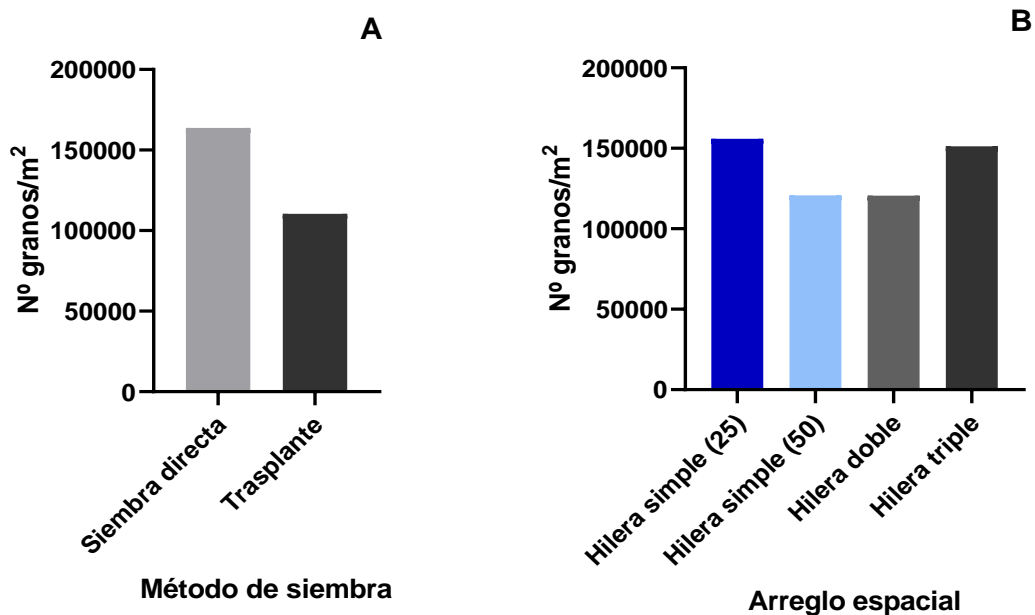 A
Nº granos/m²
200000
150000
100000
50000
0
Siembra directa
Trasplante
Método de siembra
B
Nº granos/m²
200000
150000
100000
50000
0
Hilera simple (25)
Hilera simple (50)
Hilera doble
Hilera triple
Arreglo espacial